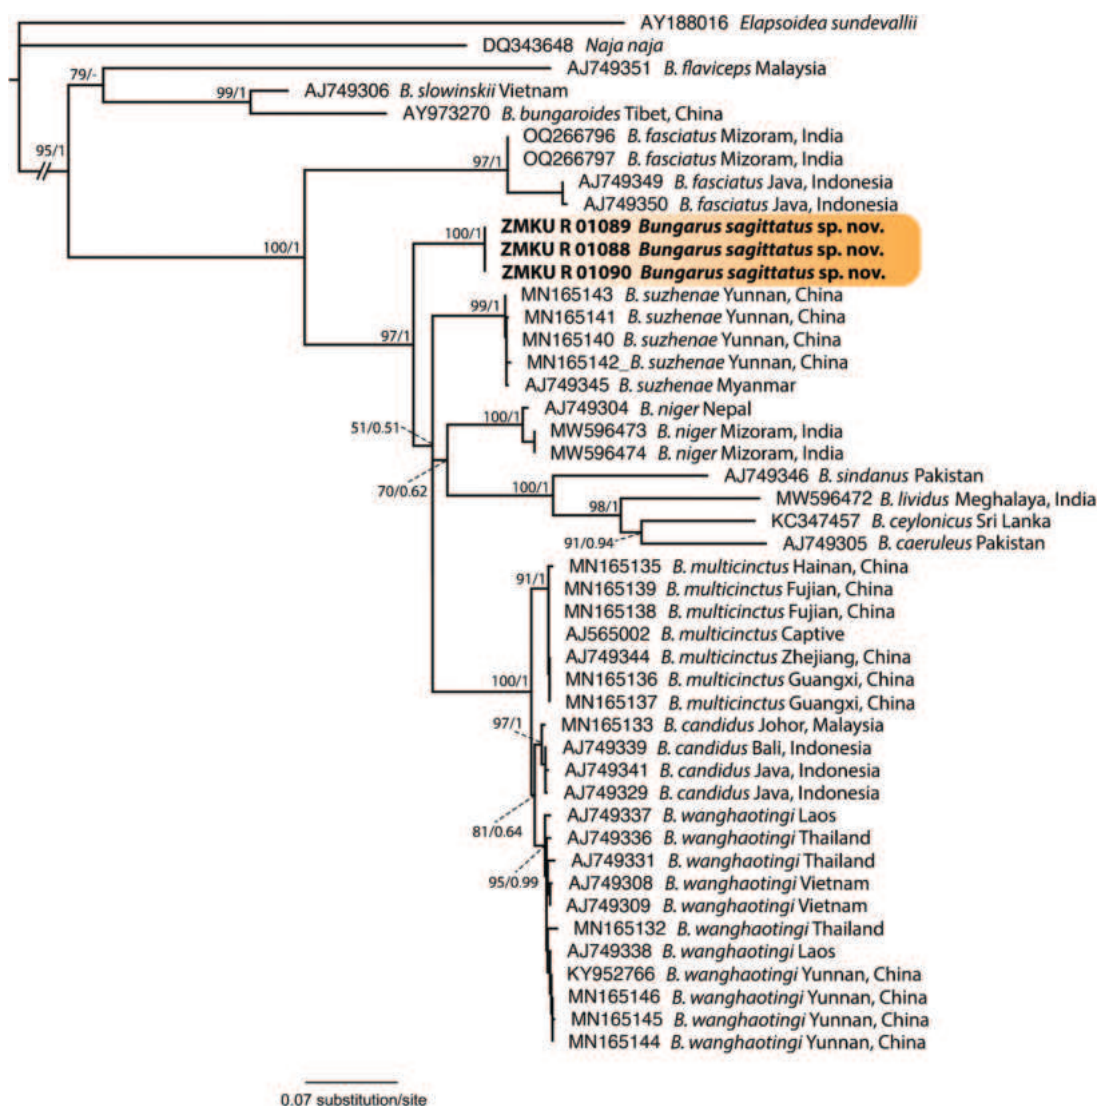 AY188016 Elapsoidea sundevallii
DQ343648 Naja naja
79/-
AJ749351 B. flaviceps Malaysia
99/1
AJ749306 B. slowinskii Vietnam
AY973270 B. bungaroides Tibet, China
95/1
OQ266796 B. fasciatus Mizoram, India
97/1
OQ266797 B. fasciatus Mizoram, India
AJ749349 B. fasciatus Java, Indonesia
AJ749350 B. fasciatus Java, Indonesia
100/1
100/1
ZMKU R 01089 Bungarus sagittatus sp. nov.
ZMKU R 01088 Bungarus sagittatus sp. nov.
ZMKU R 01090 Bungarus sagittatus sp. nov.
99/1
MN165143 B. suzhenae Yunnan, China
MN165141 B. suzhenae Yunnan, China
97/1
MN165140 B. suzhenae Yunnan, China
MN165142_B. suzhenae Yunnan, China
AJ749345 B. suzhenae Myanmar
51/0.51
100/1
AJ749304 B. niger Nepal
MW596473 B. niger Mizoram, India
MW596474 B. niger Mizoram, India
70/0.62
100/1
AJ749346 B. sindanus Pakistan
98/1
MW596472 B. lividus Meghalaya, India
KC347457 B. ceylonicus Sri Lanka
91/0.94
AJ749305 B. caeruleus Pakistan
91/1
MN165135 B. multicinctus Hainan, China
MN165139 B. multicinctus Fujian, China
MN165138 B. multicinctus Fujian, China
AJ565002 B. multicinctus Captive
AJ749344 B. multicinctus Zhejiang, China
100/1
MN165136 B. multicinctus Guangxi, China
MN165137 B. multicinctus Guangxi, China
97/1
MN165133 B. candidus Johor, Malaysia
AJ749339 B. candidus Bali, Indonesia
AJ749341 B. candidus Java, Indonesia
AJ749329 B. candidus Java, Indonesia
81/0.64
AJ749337 B. wanghaotingi Laos
AJ749336 B. wanghaotingi Thailand
AJ749331 B. wanghaotingi Thailand
95/0.99
AJ749308 B. wanghaotingi Vietnam
AJ749309 B. wanghaotingi Vietnam
MN165132 B. wanghaotingi Thailand
AJ749338 B. wanghaotingi Laos
KY952766 B. wanghaotingi Yunnan, China
MN165146 B. wanghaotingi Yunnan, China
MN165145 B. wanghaotingi Yunnan, China
MN165144 B. wanghaotingi Yunnan, China
0.07 substitution/site